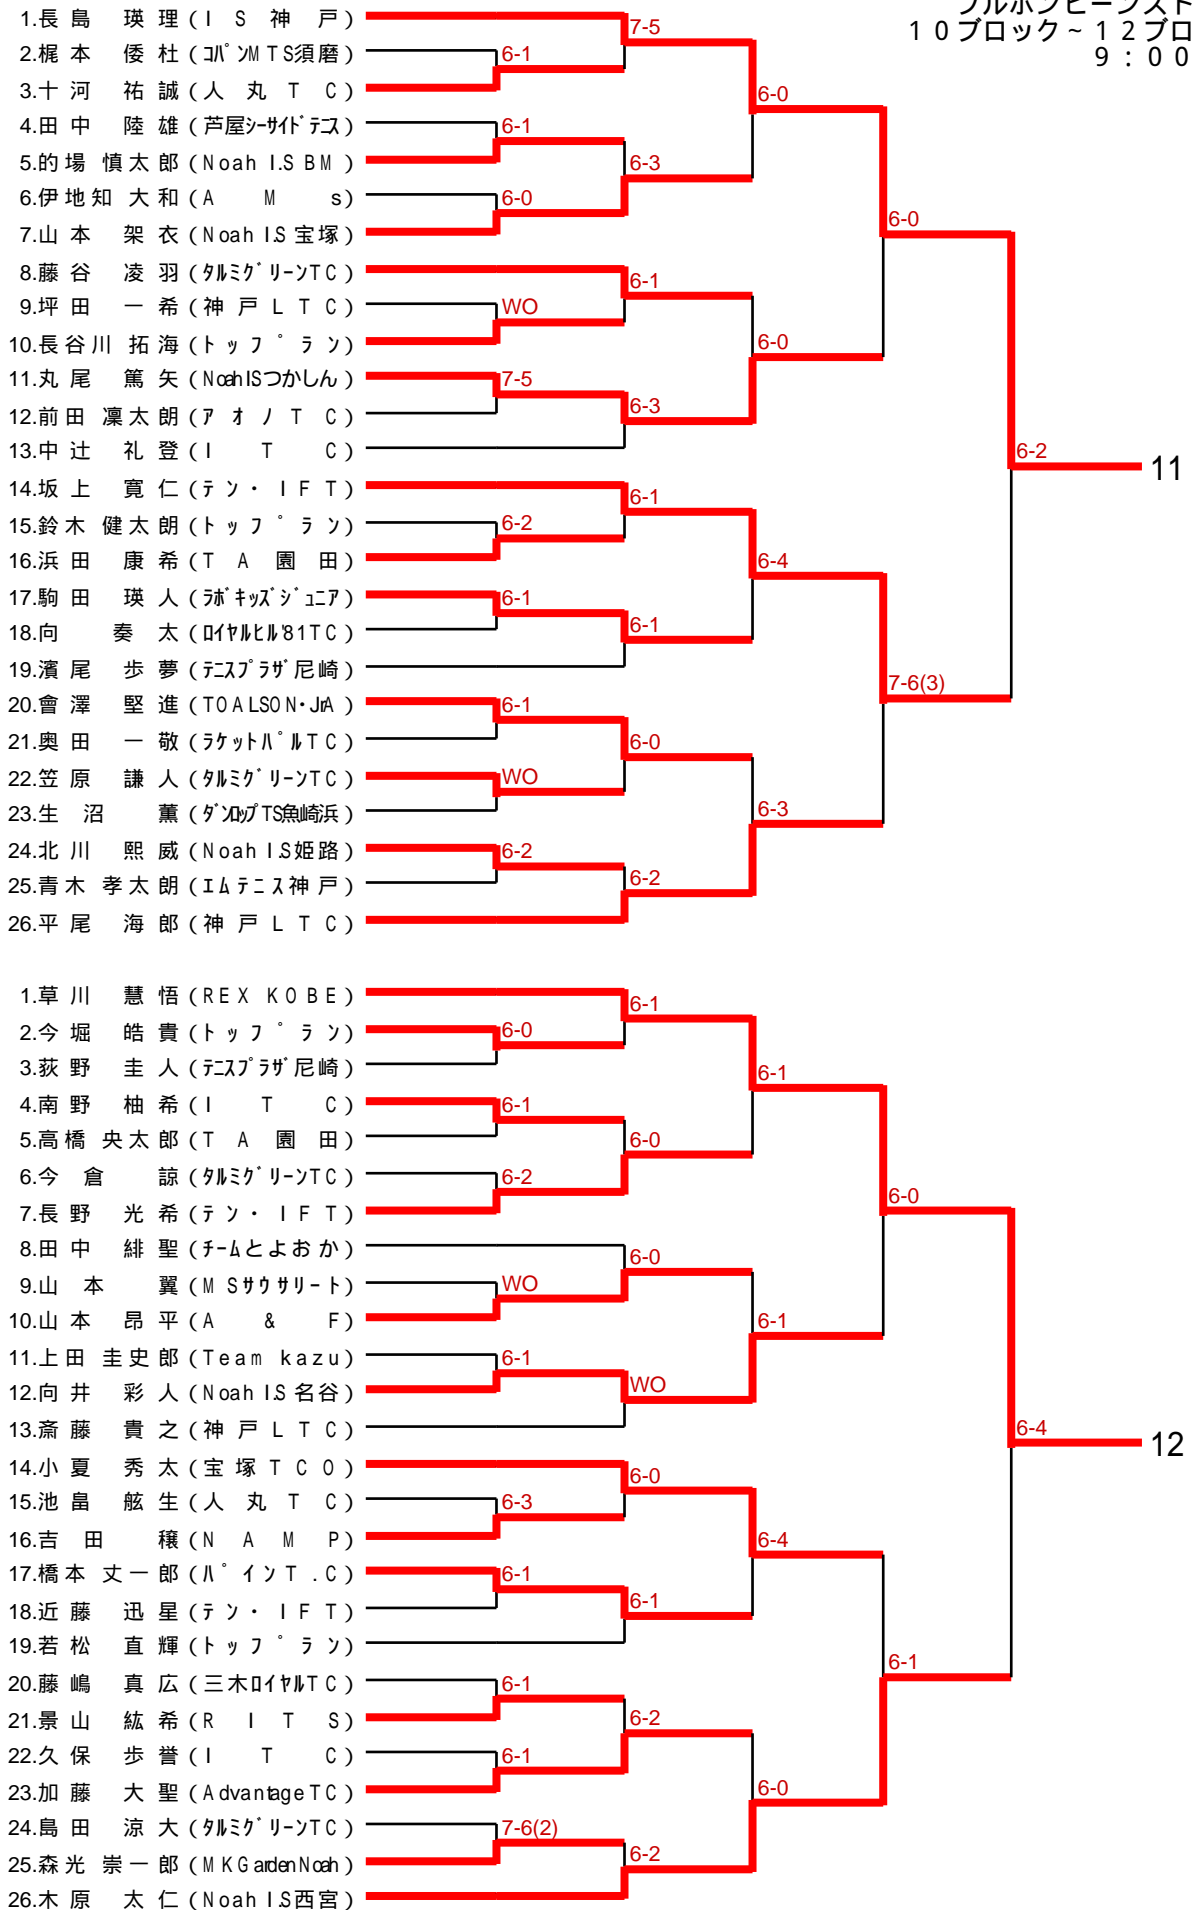 ブルボンビーンスト
10ブロック～12ブロ
9：00
1.長島 瑛理(IS神戸)
7-5
2.梶本 倭杜(コパンMTS須磨)
6-1
3.十河 祐誠(人丸TC)
6-0
4.田中 陸雄(芦屋シーサイドテニス)
6-1
5.的場 慎太郎(Noah I.S BM)
6-3
6.伊地知 大和(AMs)
6-0
7.山本 架衣(Noah I.S 宝塚)
6-0
8.藤谷 凌羽(タルミグリーンTC)
6-1
9.坪田 一希(神戸LTC)
WO
10.長谷川 拓海(トップラン)
6-0
11.丸尾 篤矢(Noah ISつかしん)
7-5
12.前田 凜太朗(アオノTC)
6-3
13.中辻 礼登(ITC)
6-2
11
14.坂上 寛仁(テン・IFT)
6-1
15.鈴木 健太朗(トップラン)
6-2
16.浜田 康希(TA園田)
6-4
17.駒田 瑛人(ラボキッズジュニア)
6-1
18.向 奏太(ロイヤルヒル'81TC)
6-1
19.濱尾 歩夢(テニスプラザ尼崎)
7-6(3)
20.會澤 堅進(TOALSON・JrA)
6-1
21.奥田 一敬(ラケットパルTC)
6-0
22.笠原 謙人(タルミグリーンTC)
WO
23.生沼 薫(ダンロップTS魚崎浜)
6-3
24.北川 熙威(Noah I.S姫路)
6-2
25.青木 孝太朗(エムテニス神戸)
6-2
26.平尾 海郎(神戸LTC)
1.草川 慧悟(REX KOBE)
6-1
2.今堀 皓貴(トップラン)
6-0
3.荻野 圭人(テニスプラザ尼崎)
6-1
4.南野 柚希(ITC)
6-1
5.高橋 央太郎(TA園田)
6-0
6.今倉 諒(タルミグリーンTC)
6-2
7.長野 光希(テン・IFT)
6-0
8.田中 緋聖(チームとよおか)
6-0
9.山本 翼(MSサウサリート)
WO
10.山本 昂平(A&F)
6-1
11.上田 圭史郎(Team kazu)
6-1
12.向井 彩人(Noah I.S 名谷)
WO
13.斎藤 貴之(神戸LTC)
6-4
12
14.小夏 秀太(宝塚TCO)
6-0
15.池畠 舷生(人丸TC)
6-3
16.吉田 穣(NAMP)
6-4
17.橋本 丈一郎(パインT.C)
6-1
18.近藤 迅星(テン・IFT)
6-1
19.若松 直輝(トップラン)
6-1
20.藤嶋 真広(三木ロイヤルTC)
6-1
21.景山 紘希(RITS)
6-2
22.久保 歩誉(ITC)
6-1
23.加藤 大聖(AdvantageTC)
6-0
24.島田 涼大(タルミグリーンTC)
7-6(2)
25.森光 崇一郎(MKGardenNoah)
6-2
26.木原 太仁(Noah I.S西宮)